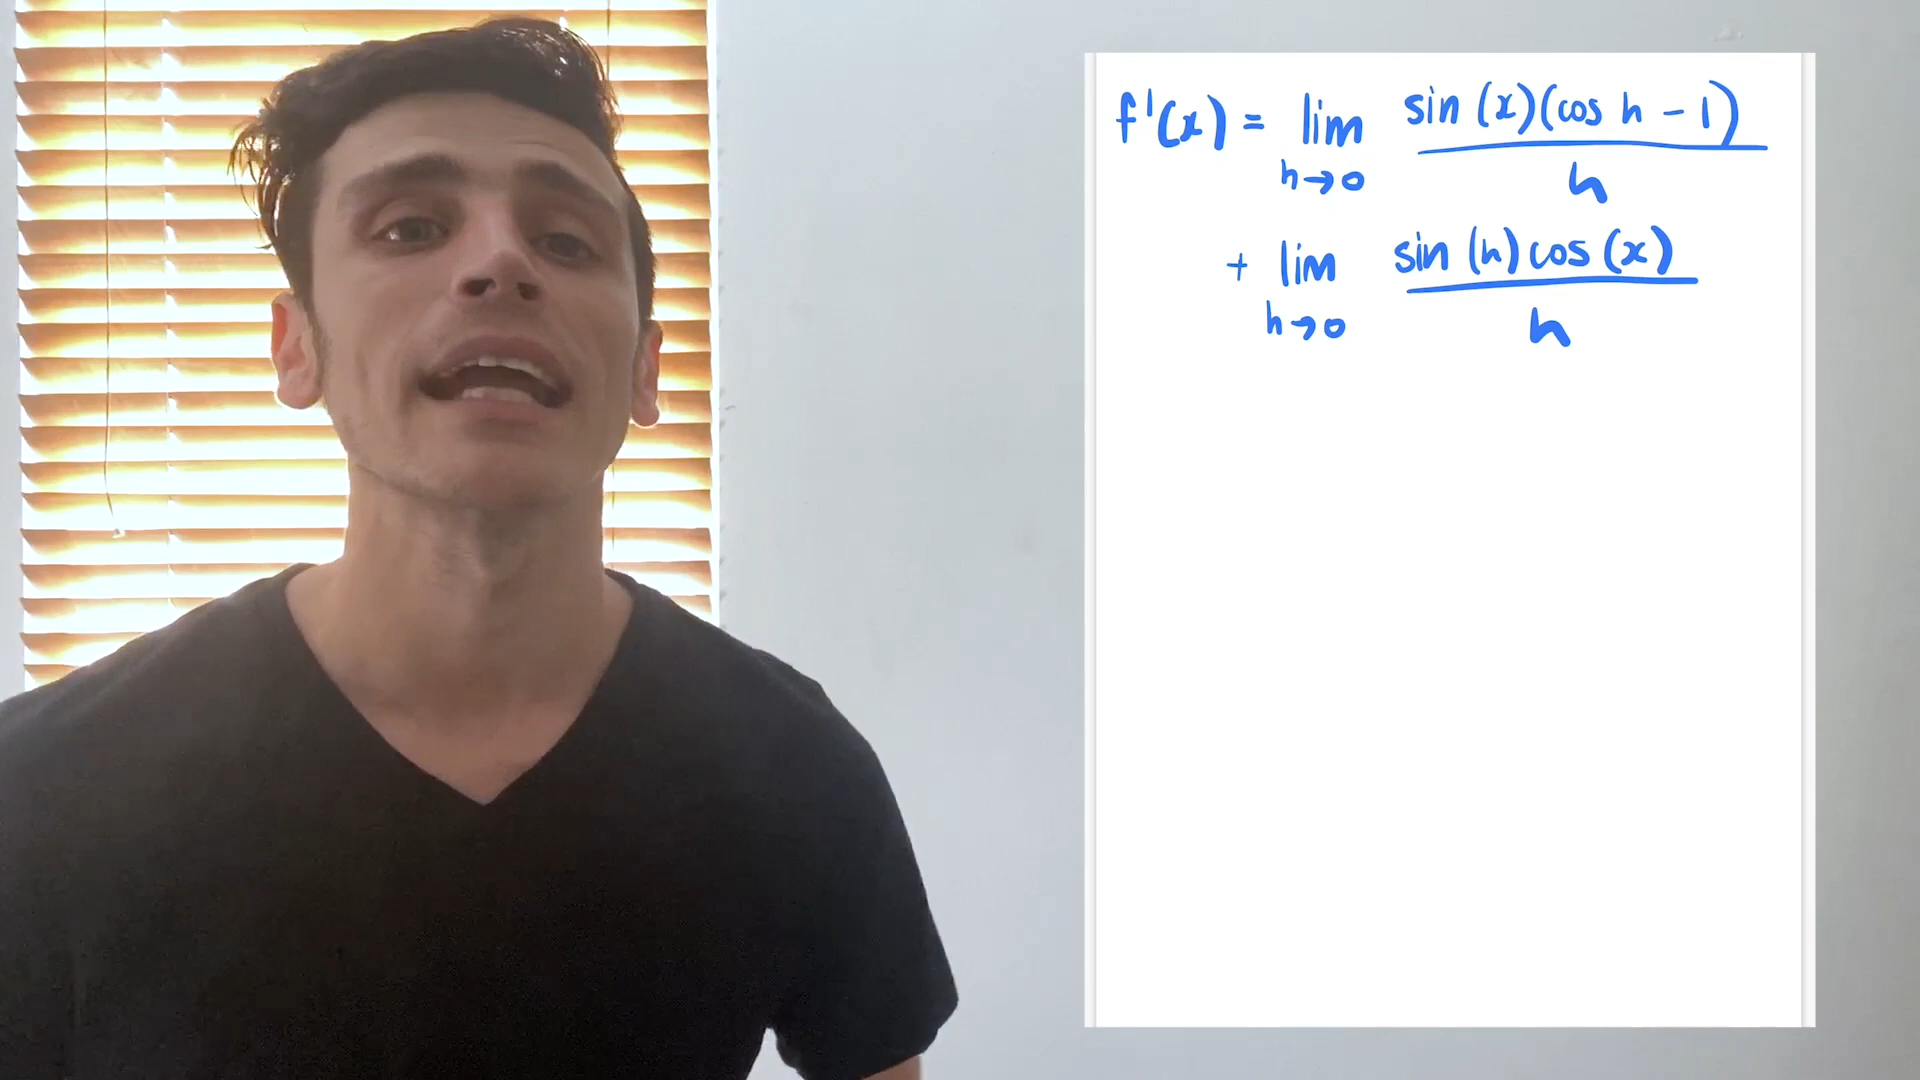 f'(x) = lim sin (x)(cos h - 1)
h→0 h
+ lim sin (h) cos (x)
h→0 h